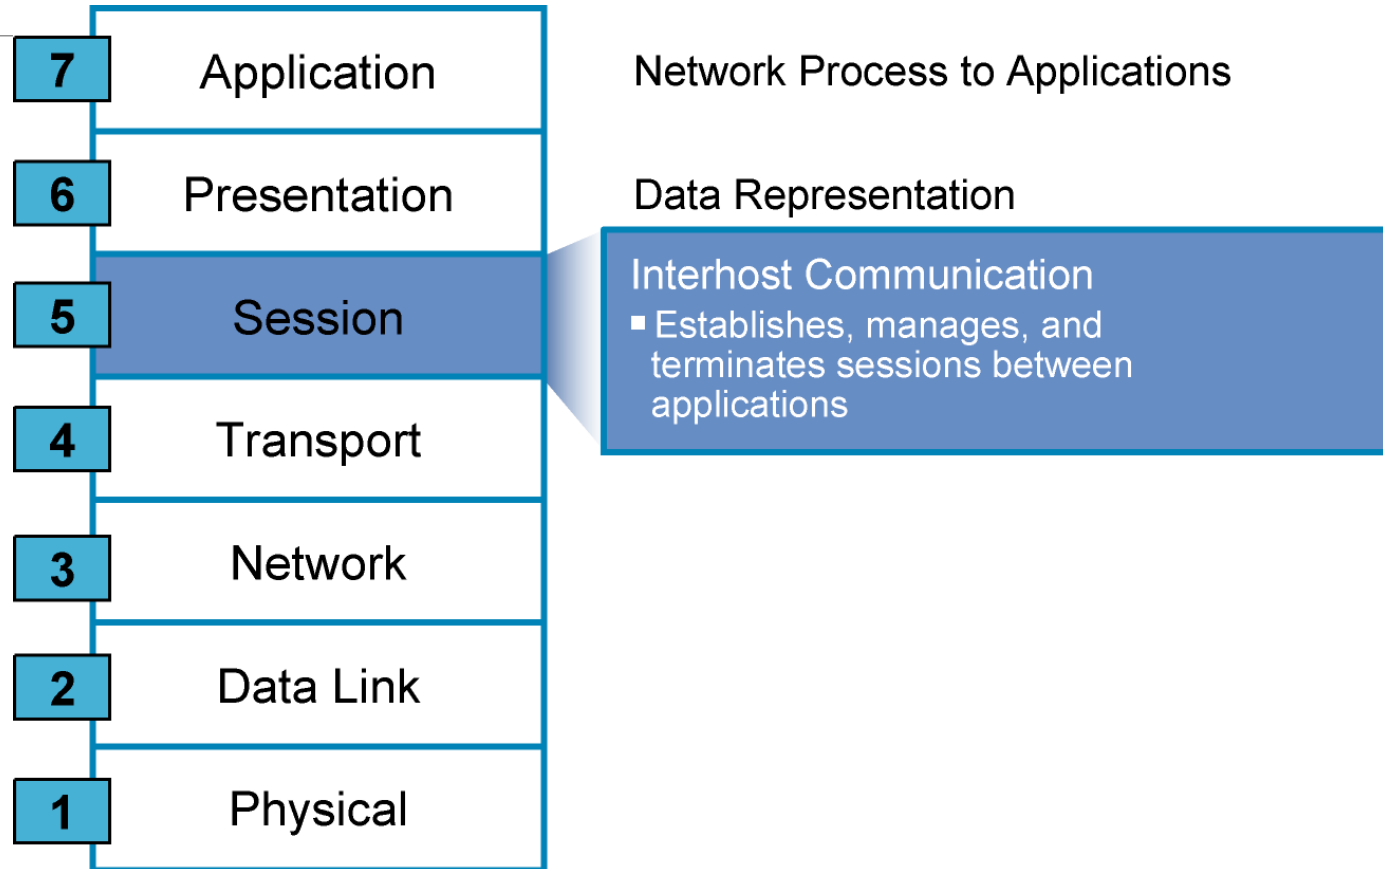 7 Application Network Process to Applications
6 Presentation Data Representation
5 Session
Interhost Communication
▪ Establishes, manages, and
terminates sessions between
applications
4 Transport
3 Network
2 Data Link
1 Physical